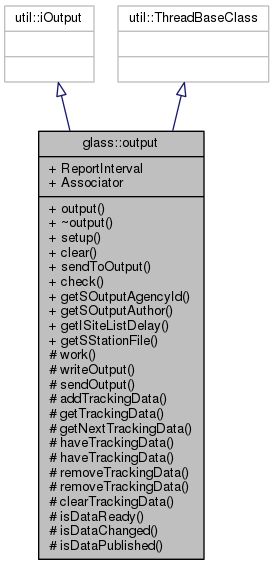 util::iOutput
util::ThreadBaseClass
glass::output
+ ReportInterval
+ Associator
+ output()
+ ~output()
+ setup()
+ clear()
+ sendToOutput()
+ check()
+ getSOutputAgencyId()
+ getSOutputAuthor()
+ getISiteListDelay()
+ getSStationFile()
# work()
# writeOutput()
# sendOutput()
# addTrackingData()
# getTrackingData()
# getNextTrackingData()
# haveTrackingData()
# haveTrackingData()
# removeTrackingData()
# removeTrackingData()
# clearTrackingData()
# isDataReady()
# isDataChanged()
# isDataPublished()